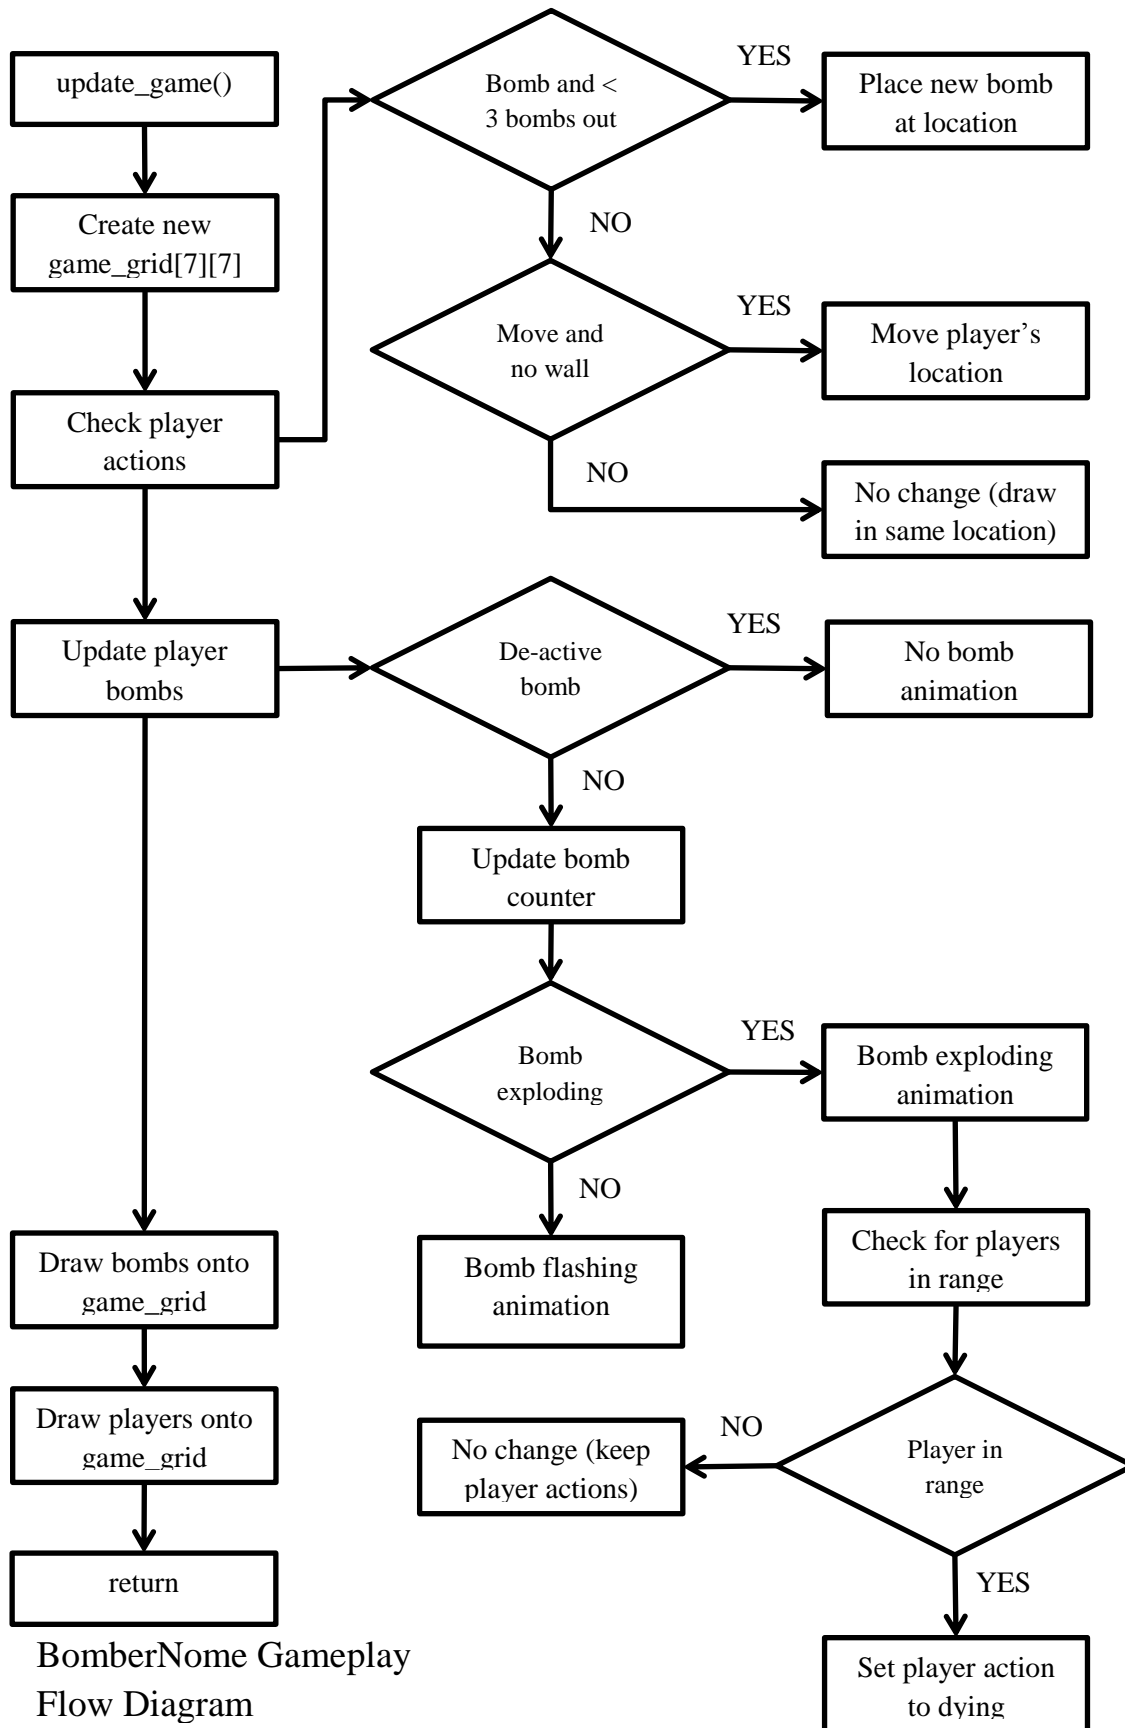 update_game()
Create new
game_grid[7][7]
Check player
actions
Bomb and <
3 bombs out
YES
Place new bomb
at location
NO
Move and
no wall
YES
Move player’s
location
NO
No change (draw
in same location)
Update player
bombs
De-active
bomb
YES
No bomb
animation
NO
Update bomb
counter
Bomb
exploding
YES
Bomb exploding
animation
NO
Bomb flashing
animation
Check for players
in range
Player in
range
NO
No change (keep
player actions)
YES
Set player action
to dying
Draw bombs onto
game_grid
Draw players onto
game_grid
return
BomberNome Gameplay
Flow Diagram